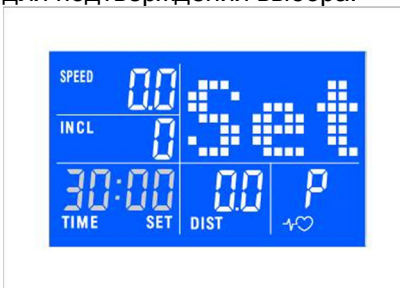 для подтверждения выбора.
SPEED 0.0
INCL 0
Set
30:00
TIME SET
0.0
DIST
P